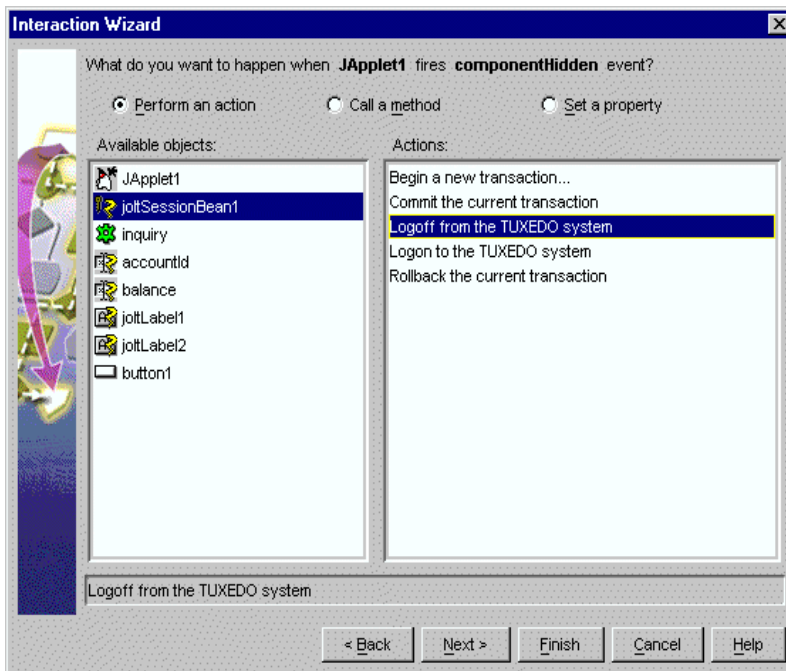 Interaction Wizard
What do you want to happen when JApplet1 fires componentHidden event?
Perform an action Call a method Set a property
Available objects: Actions:
JApplet1
joltSessionBean1
inquiry
accountId
balance
joltLabel1
joltLabel2
button1
Begin a new transaction...
Commit the current transaction
Logoff from the TUXEDO system
Logon to the TUXEDO system
Rollback the current transaction
Logoff from the TUXEDO system
< Back Next > Finish Cancel Help